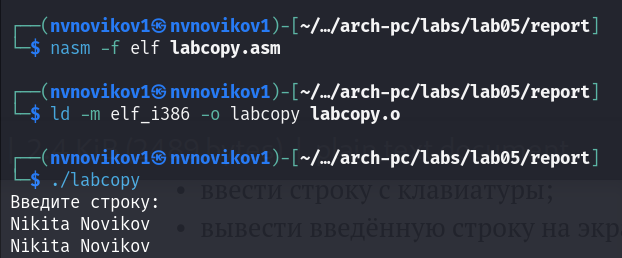 ┌──(nvnovikov1㉿nvnovikov1)-[~/…/arch-pc/labs/lab05/report]
└─$ nasm -f elf labcopy.asm
┌──(nvnovikov1㉿nvnovikov1)-[~/…/arch-pc/labs/lab05/report]
└─$ ld -m elf_i386 -o labcopy labcopy.o
┌──(nvnovikov1㉿nvnovikov1)-[~/…/arch-pc/labs/lab05/report]
└─$ ./labcopy
• ввести строку с клавиатуры;
Введите строку:
Nikita Novikov
• вывести введённую строку на экр
Nikita Novikov